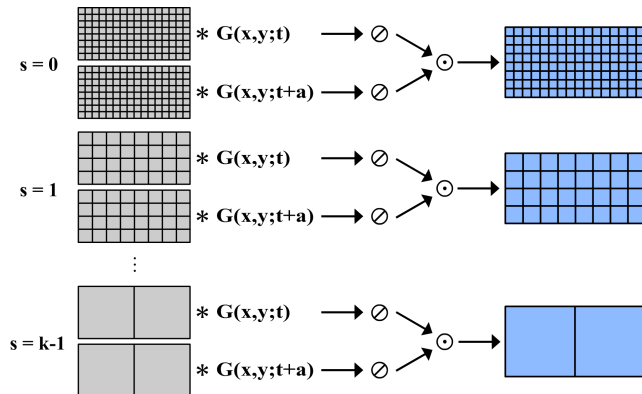 * G(x,y;t)
s = 0
* G(x,y;t+a)
* G(x,y;t)
s = 1
* G(x,y;t+a)
...
* G(x,y;t)
s = k-1
* G(x,y;t+a)